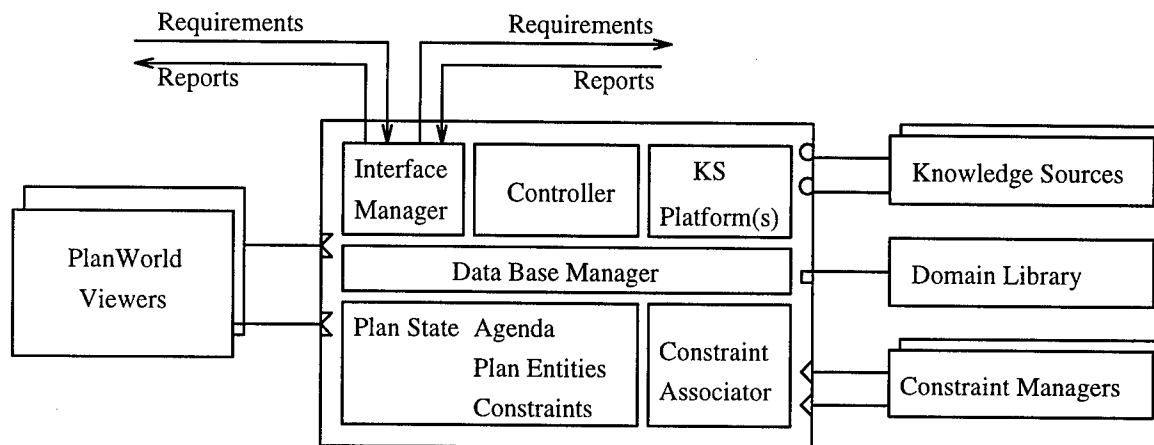 Requirements
Requirements
Reports
Reports
Interface
Manager
Controller
KS
Platform(s)
Knowledge Sources
PlanWorld
Viewers
Data Base Manager
Domain Library
Plan State Agenda
Plan Entities
Constraints
Constraint
Associator
Constraint Managers